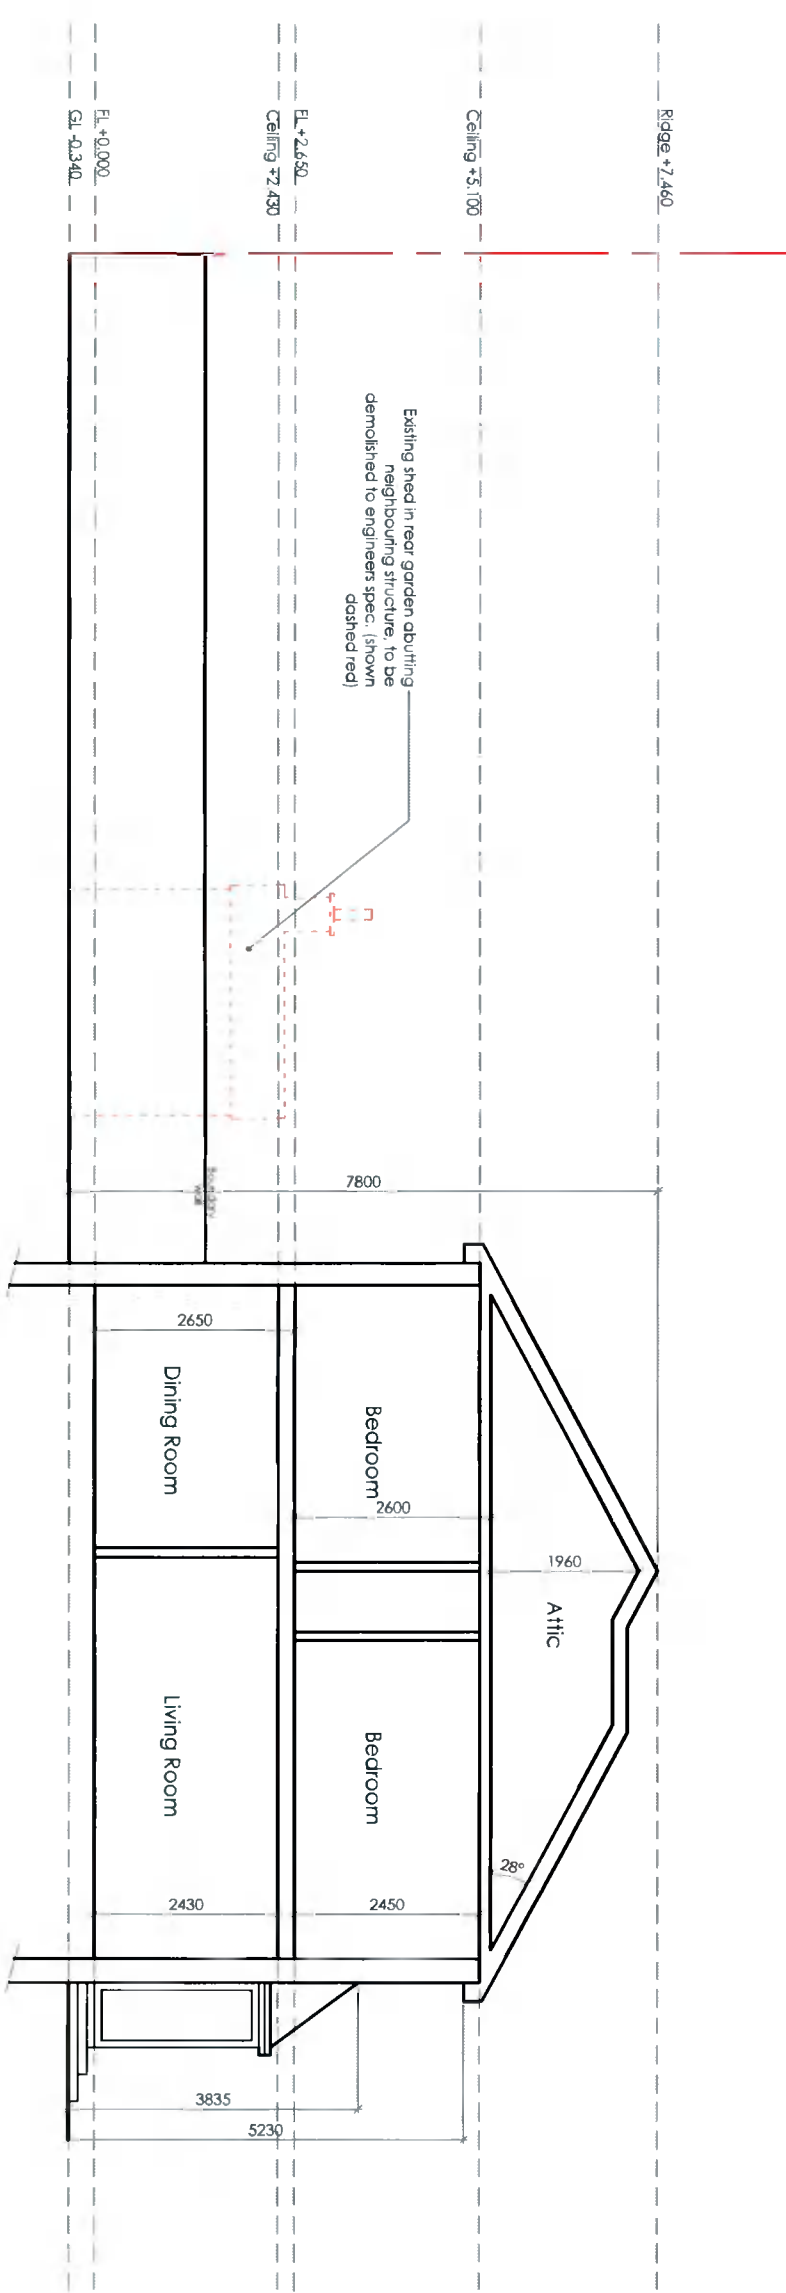 Ridge +7.460
Ceiling +5.100
FL +2.650
Ceiling +2.430
FL +0.000
GL -0.340
Existing shed in rear garden abutting
neighbouring structure, to be
demolished to engineers spec. (shown
dashed red)
Boundary
wall
7800
2650
Dining Room
Bedroom
2600
1960
Attic
Living Room
Bedroom
28°
2430
2450
3835
5230